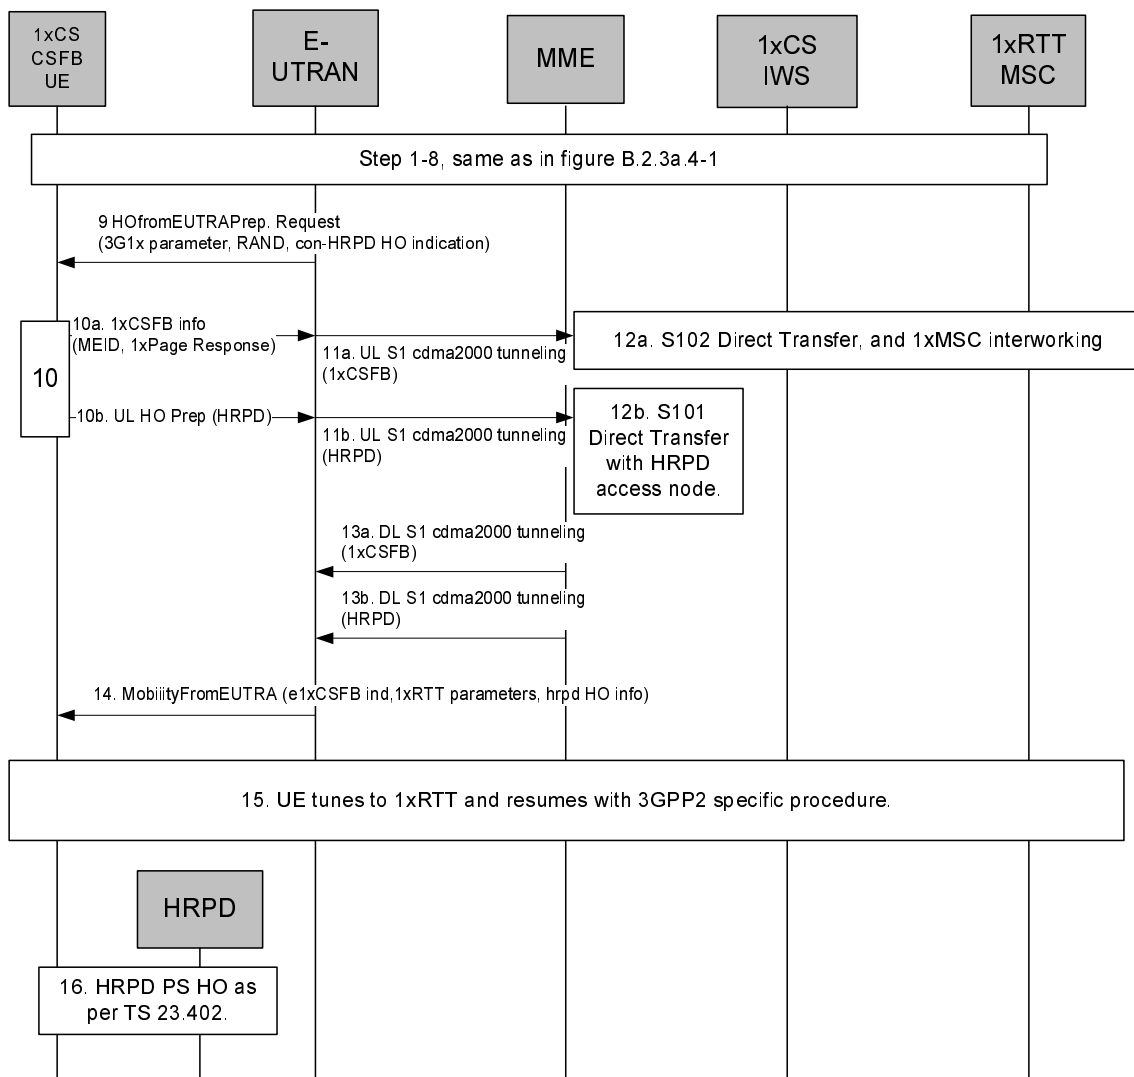 1xCS
CSFB
UE
E-
UTRAN
MME
1xCS
IWS
1xRTT
MSC
Step 1-8, same as in figure B.2.3a.4-1
9 HOfromEUTRAPrep. Request
(3G1x parameter, RAND, con-HRPD HO indication)
10
10a. 1xCSFB info
(MEID, 1xPage Response)
11a. UL S1 cdma2000 tunneling
(1xCSFB)
12a. S102 Direct Transfer, and 1xMSC interworking
10b. UL HO Prep (HRPD)
11b. UL S1 cdma2000 tunneling
(HRPD)
12b. S101
Direct Transfer
with HRPD
access node.
13a. DL S1 cdma2000 tunneling
(1xCSFB)
13b. DL S1 cdma2000 tunneling
(HRPD)
14. MobiiityFromEUTRA (e1xCSFB ind,1xRTT parameters, hrpd HO info)
15. UE tunes to 1xRTT and resumes with 3GPP2 specific procedure.
HRPD
16. HRPD PS HO as
per TS 23.402.